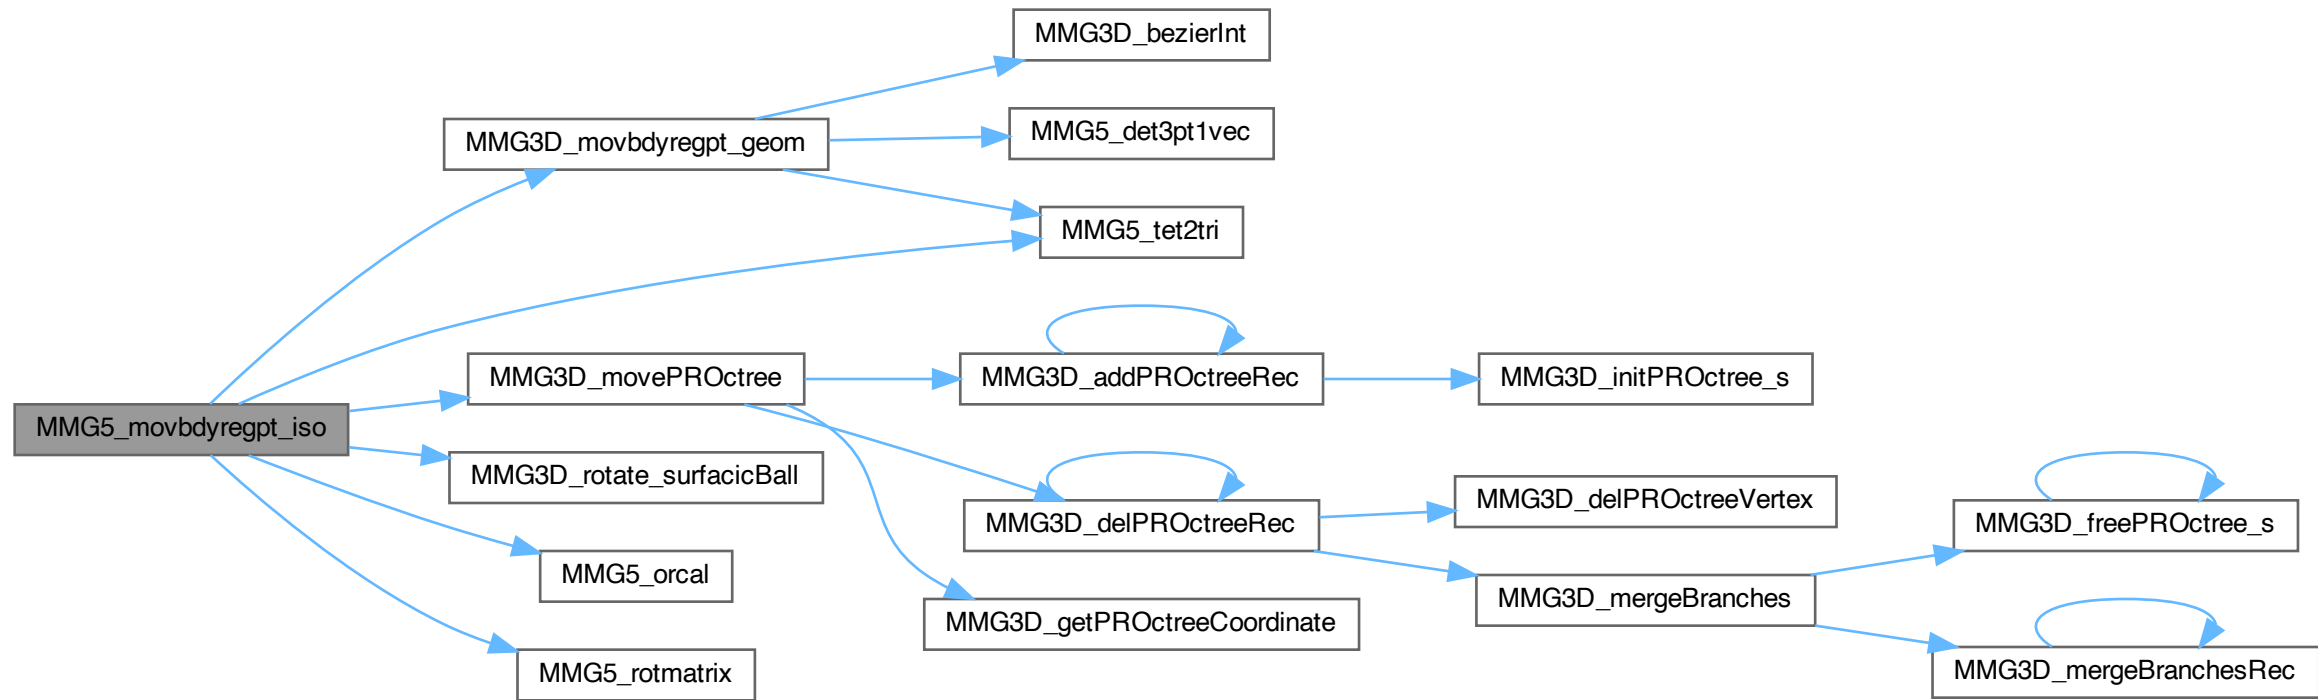 MMG3D_bezierInt
MMG3D_movbdyregpt_geom
MMG5_det3pt1vec
MMG5_tet2tri
MMG3D_movePROctree
MMG3D_addPROctreeRec
MMG3D_initPROctree_s
MMG5_movbdyregpt_iso
MMG3D_rotate_surfacicBall
MMG3D_delPROctreeRec
MMG3D_delPROctreeVertex
MMG3D_freePROctree_s
MMG5_orcal
MMG3D_mergeBranches
MMG3D_getPROctreeCoordinate
MMG5_rotmatrix
MMG3D_mergeBranchesRec